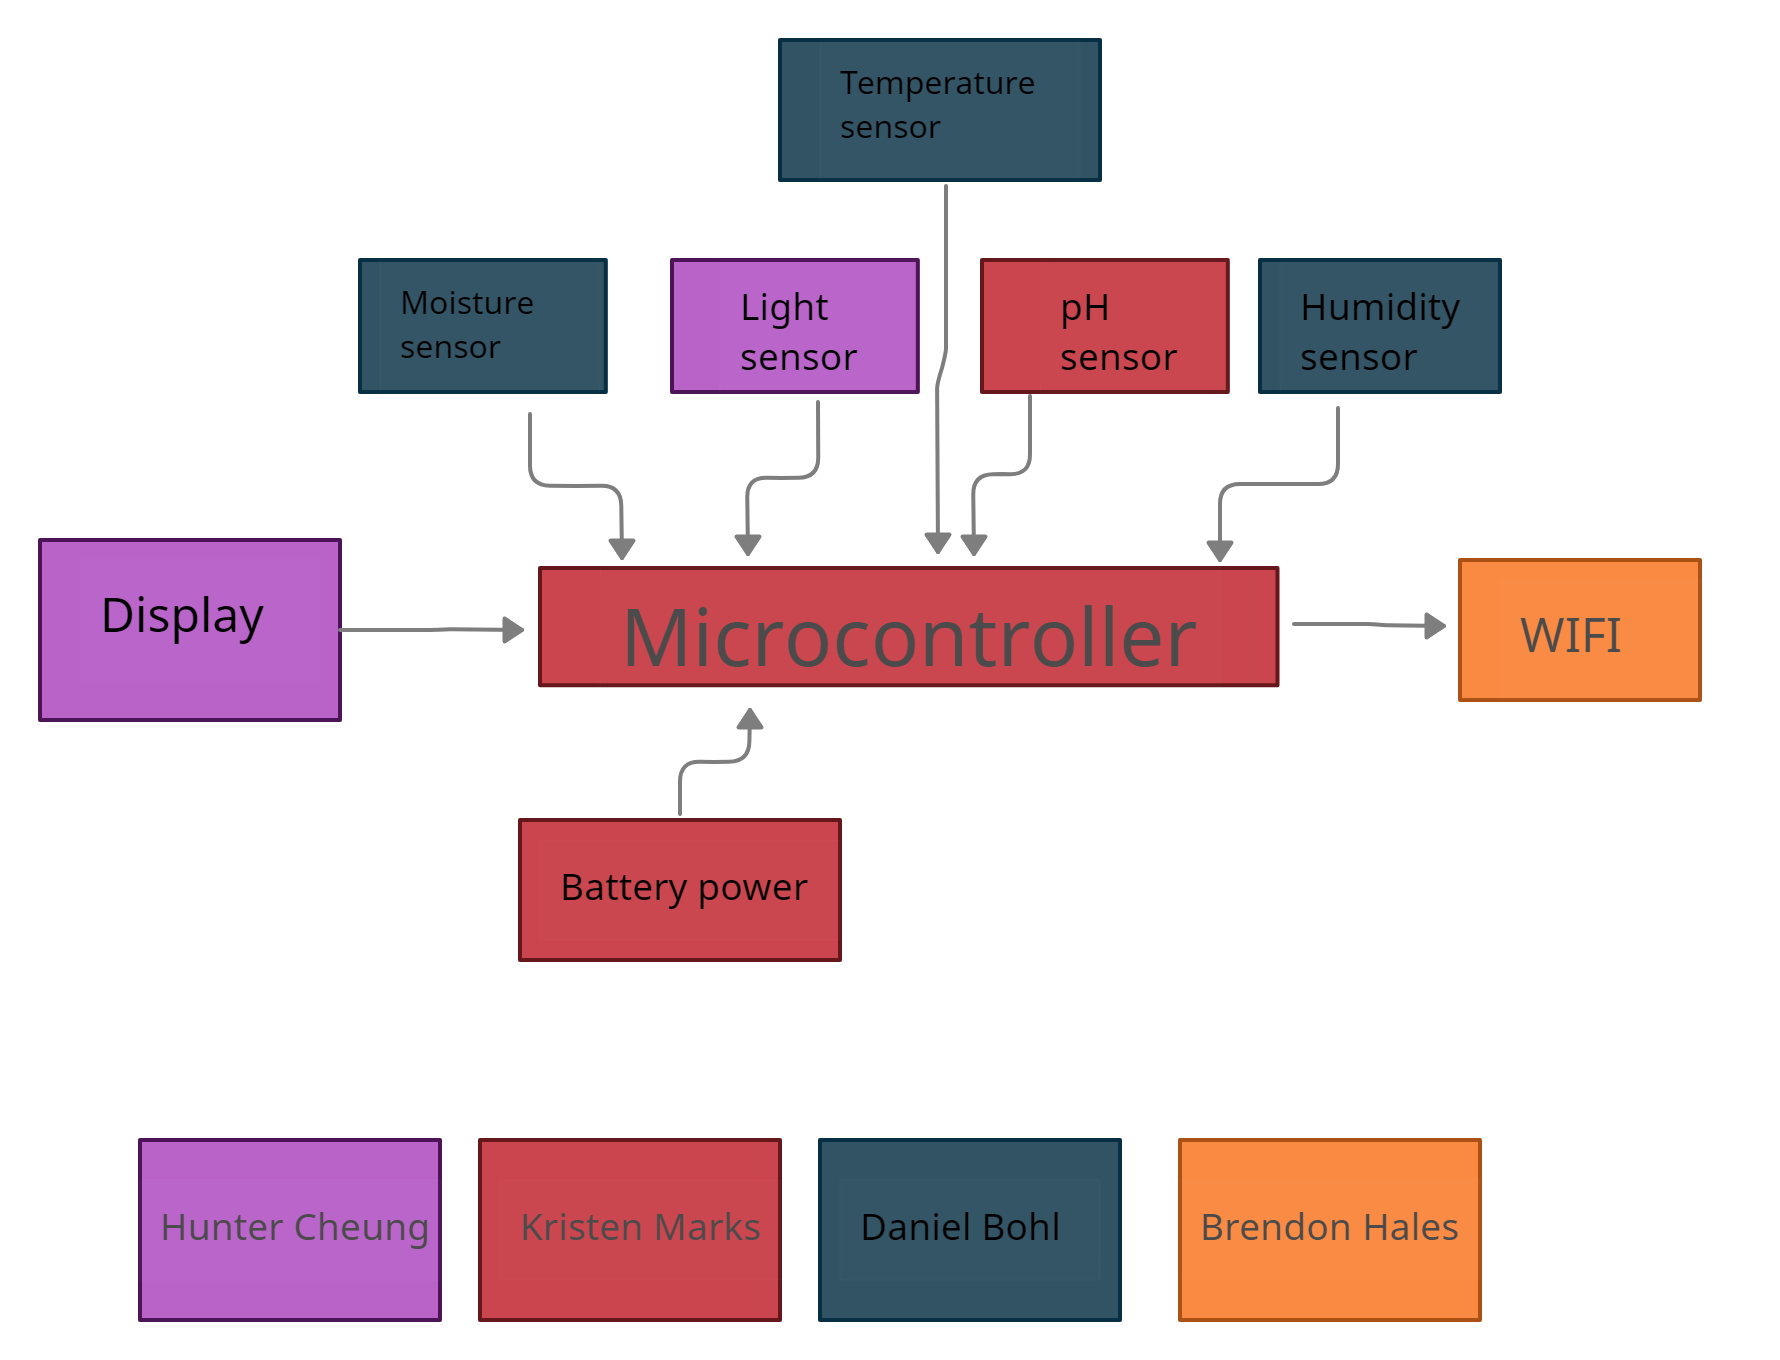 Temperature
sensor
Moisture
sensor
Light
sensor
pH
sensor
Humidity
sensor
Display
Microcontroller
WIFI
Battery power
Hunter Cheung
Kristen Marks
Daniel Bohl
Brendon Hales